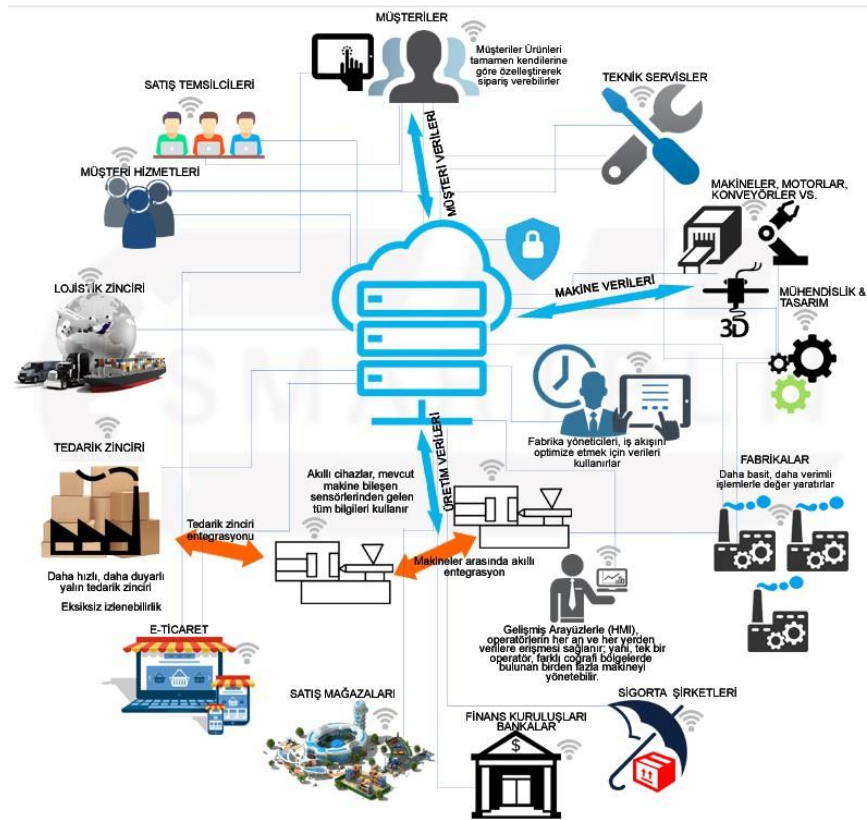 MÜŞTERİLER
Müşteriler Ürünleri
tamamen kendilerine
göre özelleştirerek
sipariş verebilirler
SATIŞ TEMSİLCİLERİ
TEKNİK SERVİSLER
MÜŞTERİ HİZMETLERİ
MÜŞTERİ VERİLERİ
MAKİNELER, MOTORLAR,
KONVEYÖRLER VS.
MAKİNE VERİLERİ
LOJİSTİK ZİNCİRİ
MÜHENDİSLİK &
TASARIM
3D
Fabrika yöneticileri, iş akışını
optimize etmek için verileri
kullanırlar
ÜRETİM VERİLERİ
TEDARİK ZİNCİRİ
Akıllı cihazlar, mevcut
makine bileşen
sensörlerinden gelen
tüm bilgileri kullanır
FABRİKALAR
Daha basit, daha verimli
işlemlerle değer yaratırlar
Tedarik zinciri
entegrasyonu
Makineler arasında akıllı
entegrasyon
Daha hızlı, daha duyarlı
yalın tedarik zinciri
Eksiksiz izlenebilirlik
Gelişmiş Arayüzlerle (HMI),
operatörlerin her an ve her yerden
verilere erişmesi sağlanır; yani, tek bir
operatör, farklı coğrafi bölgelerde
bulunan birden fazla makineyi
yönetebilir.
E-TİCARET
SATIŞ MAĞAZALARI
FİNANS KURULUŞLARI
BANKALAR
$
SİGORTA ŞİRKETLERİ